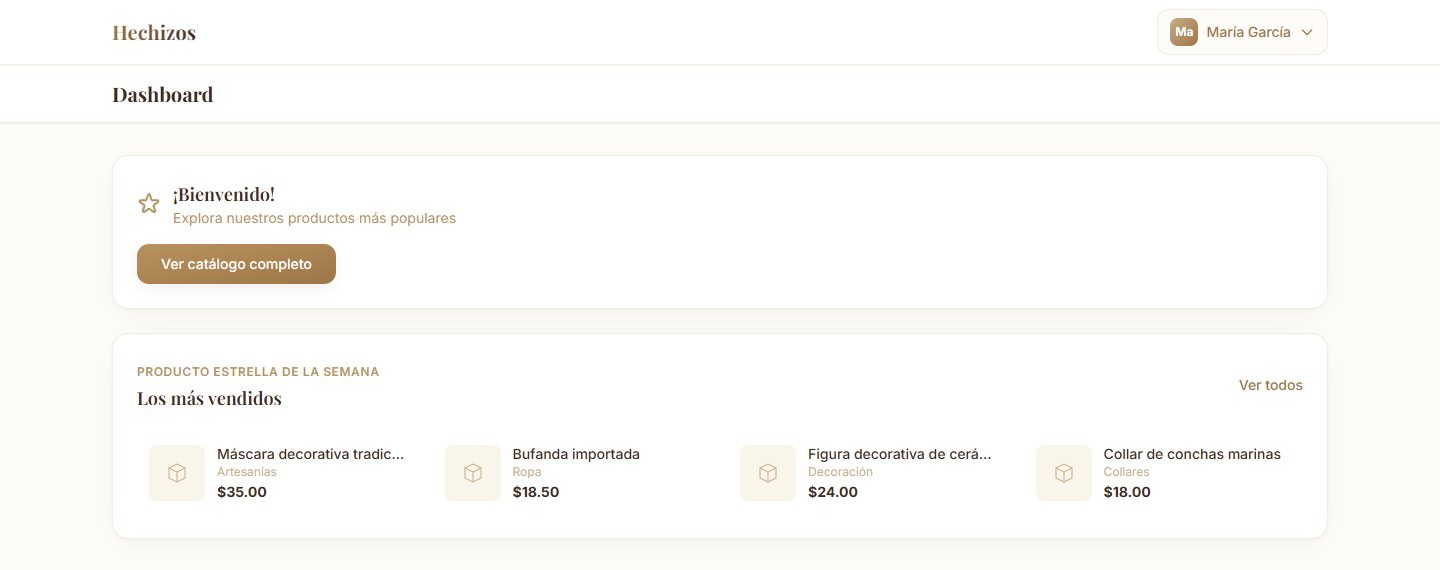 Hechizos
Ma María García
Dashboard
¡Bienvenido!
Explora nuestros productos más populares
Ver catálogo completo
PRODUCTO ESTRELLA DE LA SEMANA
Los más vendidos
Ver todos
Máscara decorativa tradic...
Artesanías
$35.00
Bufanda importada
Ropa
$18.50
Figura decorativa de cerá...
Decoración
$24.00
Collar de conchas marinas
Collares
$18.00